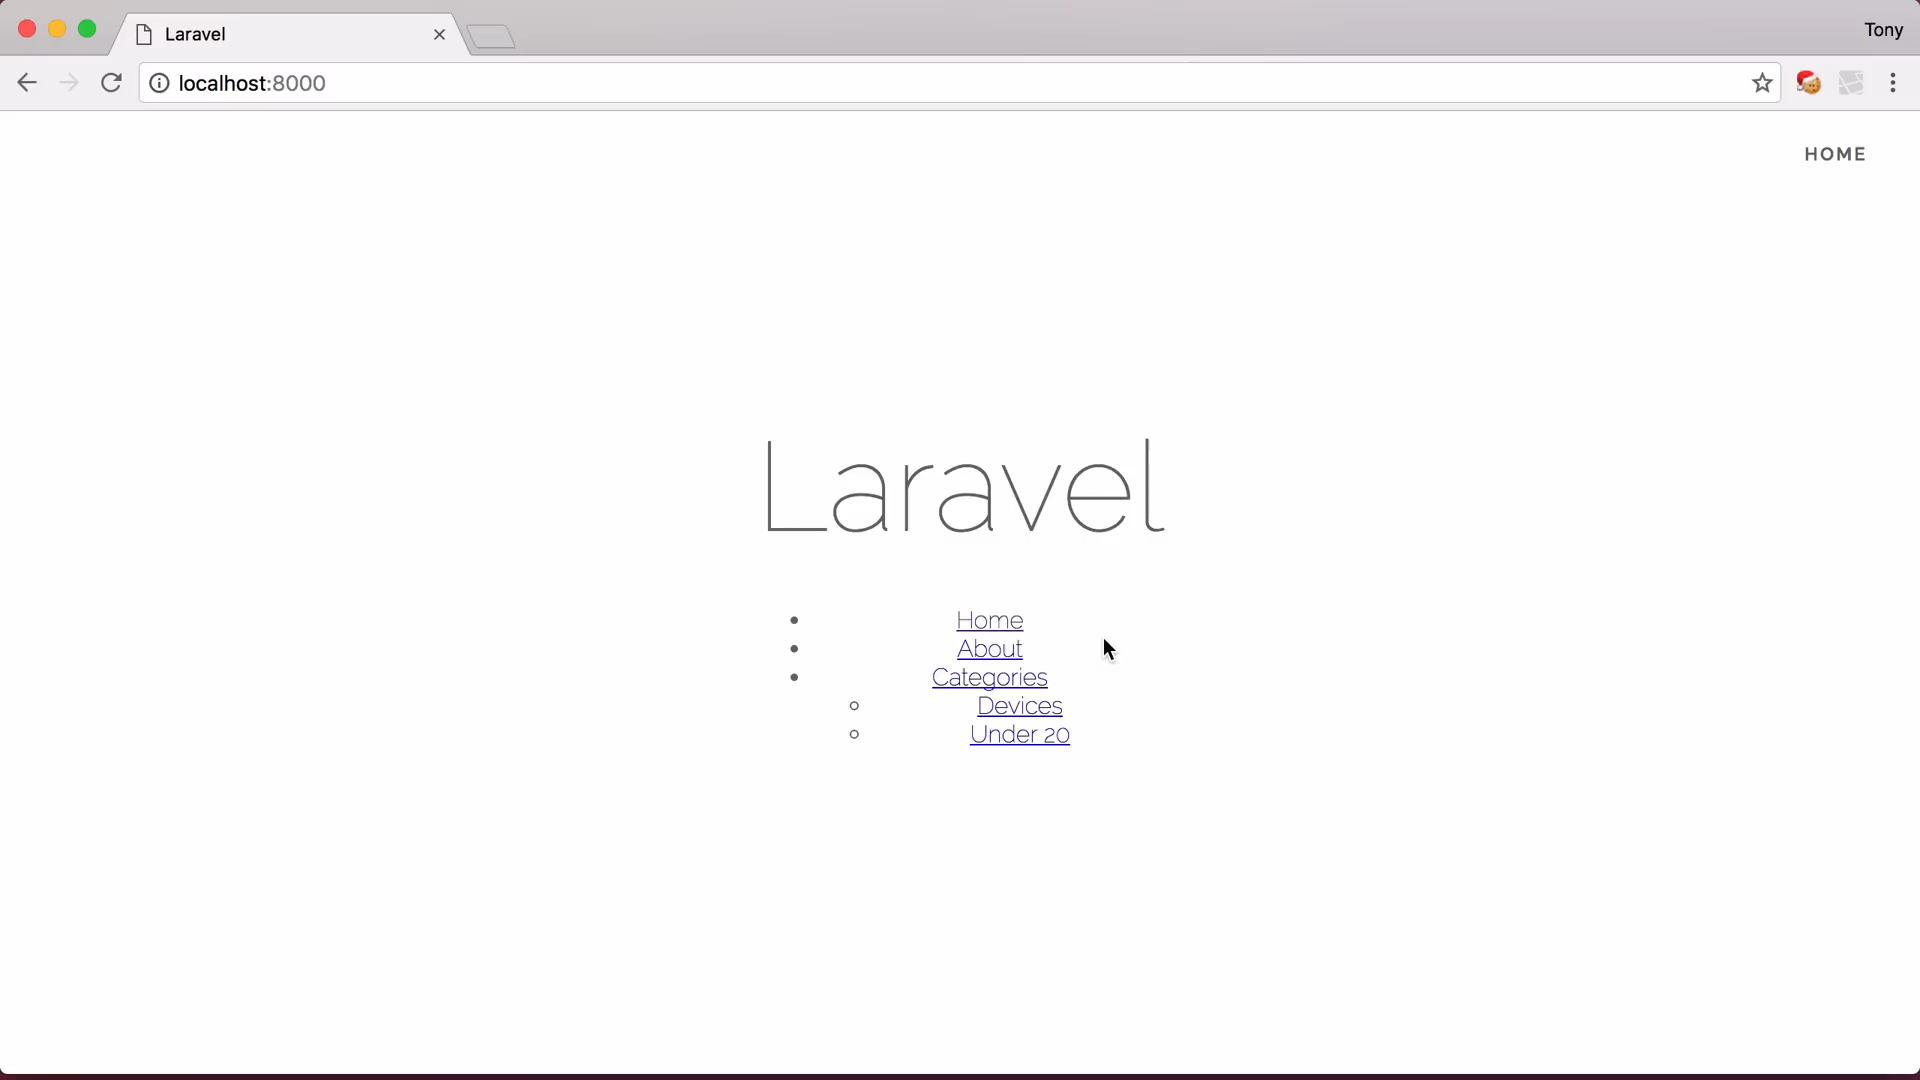 Laravel
Tony
localhost:8000
HOME
Laravel
Home
About
Categories
Devices
Under 20